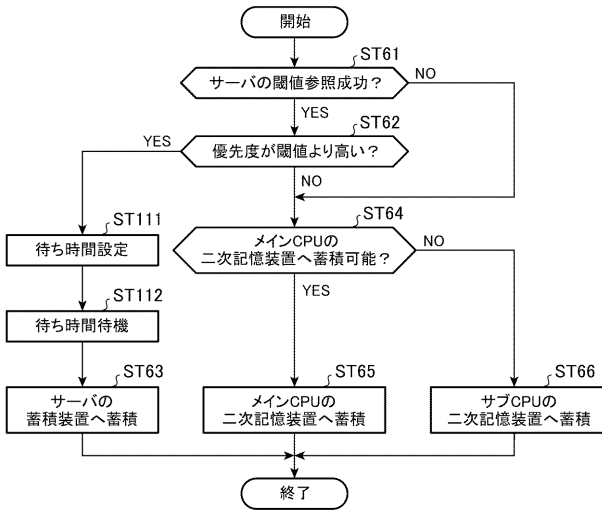 開始
ST61
サーバの閾値参照成功？
NO
YES
ST62
優先度が閾値より高い？
YES
NO
ST111
待ち時間設定
ST64
メインCPUの
二次記憶装置へ蓄積可能？
NO
YES
ST112
待ち時間待機
ST63
サーバの
蓄積装置へ蓄積
ST65
メインCPUの
二次記憶装置へ蓄積
ST66
サブCPUの
二次記憶装置へ蓄積
終了